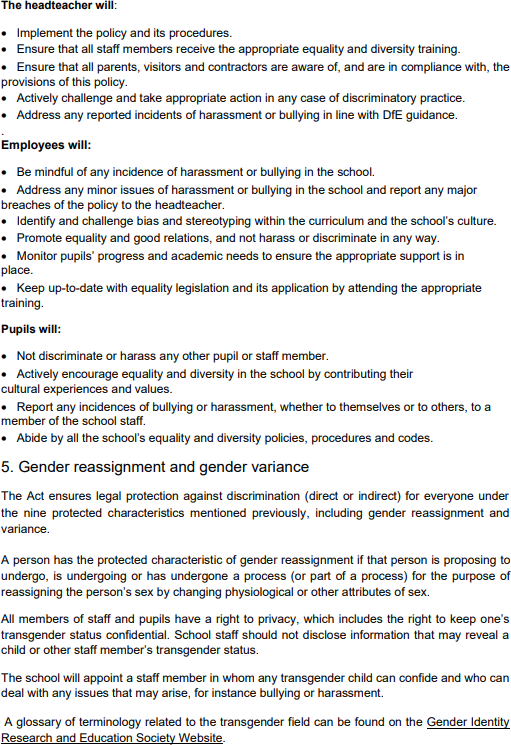 The headteacher will:
• Implement the policy and its procedures.
• Ensure that all staff members receive the appropriate equality and diversity training.
• Ensure that all parents, visitors and contractors are aware of, and are in compliance with, the
provisions of this policy.
• Actively challenge and take appropriate action in any case of discriminatory practice.
• Address any reported incidents of harassment or bullying in line with DfE guidance.
.
Employees will:
• Be mindful of any incidence of harassment or bullying in the school.
• Address any minor issues of harassment or bullying in the school and report any major
breaches of the policy to the headteacher.
• Identify and challenge bias and stereotyping within the curriculum and the school's culture.
• Promote equality and good relations, and not harass or discriminate in any way.
• Monitor pupils' progress and academic needs to ensure the appropriate support is in
place.
• Keep up-to-date with equality legislation and its application by attending the appropriate
training.
Pupils will:
• Not discriminate or harass any other pupil or staff member.
• Actively encourage equality and diversity in the school by contributing their
cultural experiences and values.
• Report any incidences of bullying or harassment, whether to themselves or to others, to a
member of the school staff.
• Abide by all the school's equality and diversity policies, procedures and codes.
5. Gender reassignment and gender variance
The Act ensures legal protection against discrimination (direct or indirect) for everyone under
the nine protected characteristics mentioned previously, including gender reassignment and
variance.
A person has the protected characteristic of gender reassignment if that person is proposing to
undergo, is undergoing or has undergone a process (or part of a process) for the purpose of
reassigning the person's sex by changing physiological or other attributes of sex.
All members of staff and pupils have a right to privacy, which includes the right to keep one's
transgender status confidential. School staff should not disclose information that may reveal a
child or other staff member's transgender status.
The school will appoint a staff member in whom any transgender child can confide and who can
deal with any issues that may arise, for instance bullying or harassment.
A glossary of terminology related to the transgender field can be found on the Gender Identity
Research and Education Society Website.